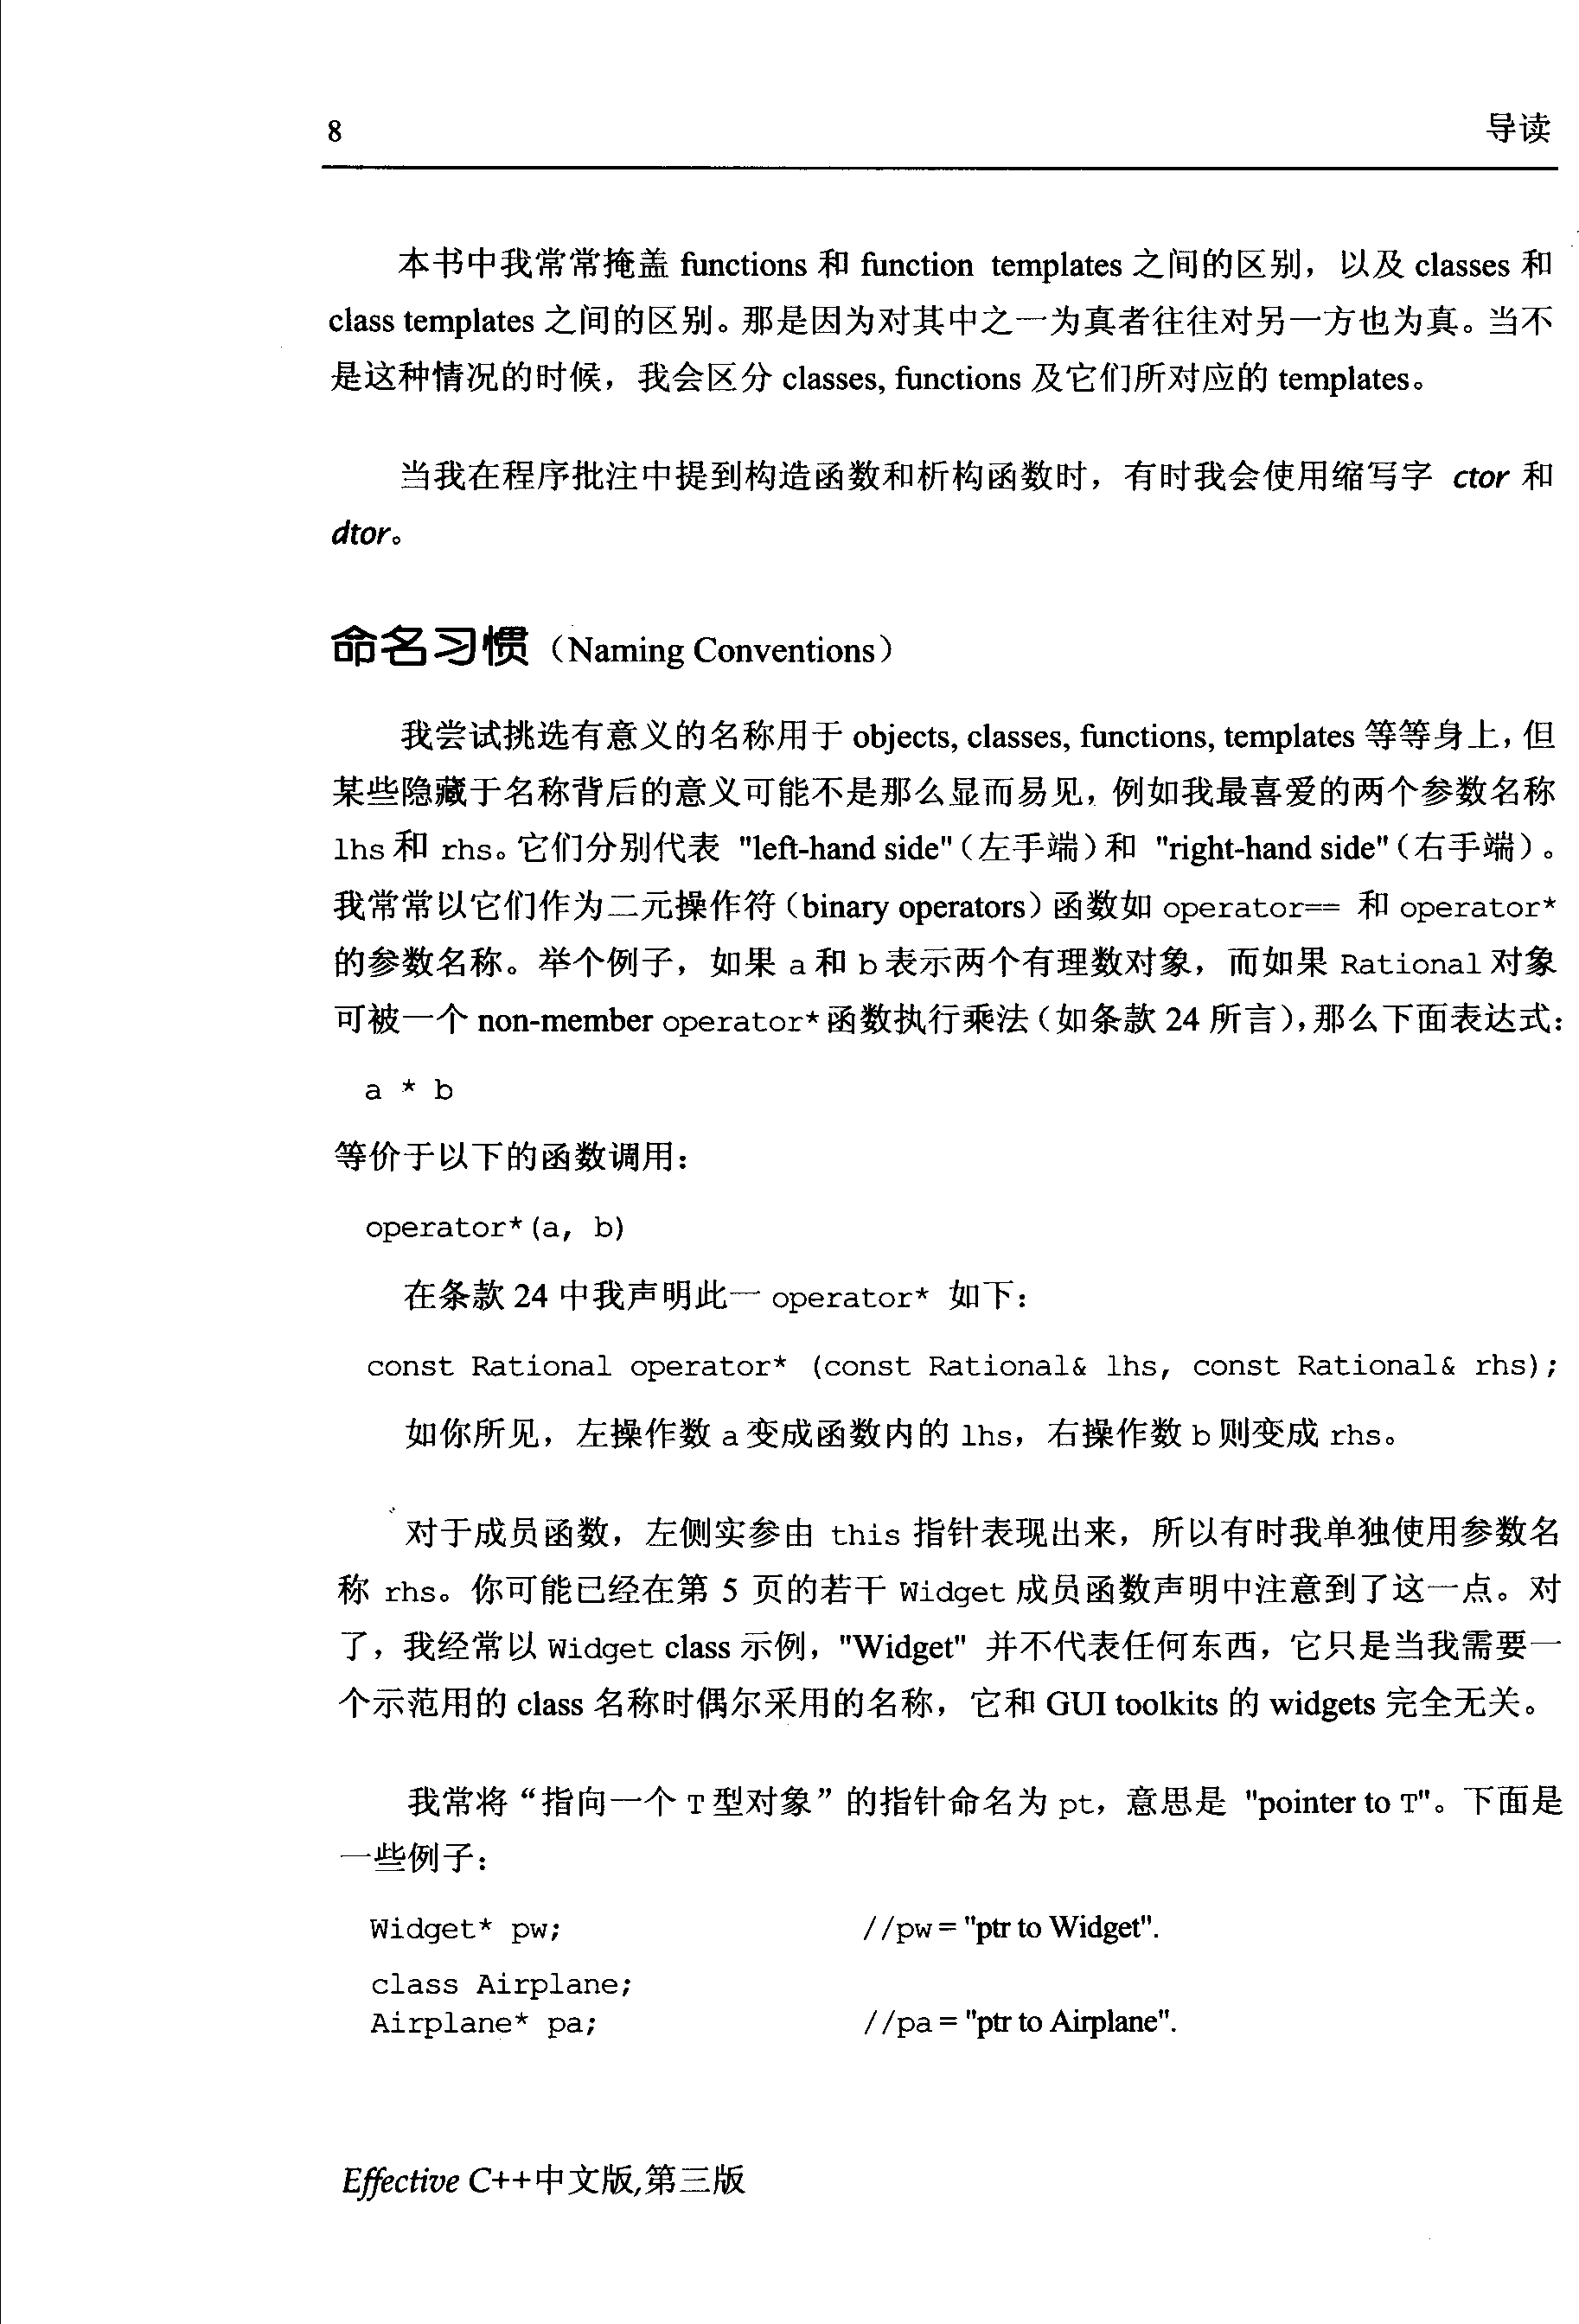 8 导读
本书中我常常掩盖 functions 和 function templates 之间的区别，以及 classes 和
class templates 之间的区别。那是因为对其中之一为真者往往对另一方也为真。当不
是这种情况的时候，我会区分 classes, functions 及它们所对应的 templates。
当我在程序批注中提到构造函数和析构函数时，有时我会使用缩写字 ctor 和
dtor。
命名习惯（Naming Conventions）
我尝试挑选有意义的名称用于 objects, classes, functions, templates 等等身上，但
某些隐藏于名称背后的意义可能不是那么显而易见，例如我最喜爱的两个参数名称
lhs 和 rhs。它们分别代表 "left-hand side"（左手端）和 "right-hand side"（右手端）。
我常常以它们作为二元操作符（binary operators）函数如 operator== 和 operator*
的参数名称。举个例子，如果 a 和 b 表示两个有理数对象，而如果 Rational 对象
可被一个 non-member operator* 函数执行乘法（如条款 24 所言），那么下面表达式：
a * b
等价于以下的函数调用：
operator*(a, b)
在条款 24 中我声明此一 operator* 如下：
const Rational operator* (const Rational& lhs, const Rational& rhs);
如你所见，左操作数 a 变成函数内的 lhs，右操作数 b 则变成 rhs。
对于成员函数，左侧实参由 this 指针表现出来，所以有时我单独使用参数名
称 rhs。你可能已经在第 5 页的若干 Widget 成员函数声明中注意到了这一点。对
了，我经常以 Widget class 示例，"Widget" 并不代表任何东西，它只是当我需要一
个示范用的 class 名称时偶尔采用的名称，它和 GUI toolkits 的 widgets 完全无关。
我常将“指向一个 T 型对象”的指针命名为 pt，意思是 "pointer to T"。下面是
一些例子：
Widget* pw; //pw = "ptr to Widget".
class Airplane;
Airplane* pa; //pa = "ptr to Airplane".
Effective C++中文版,第三版